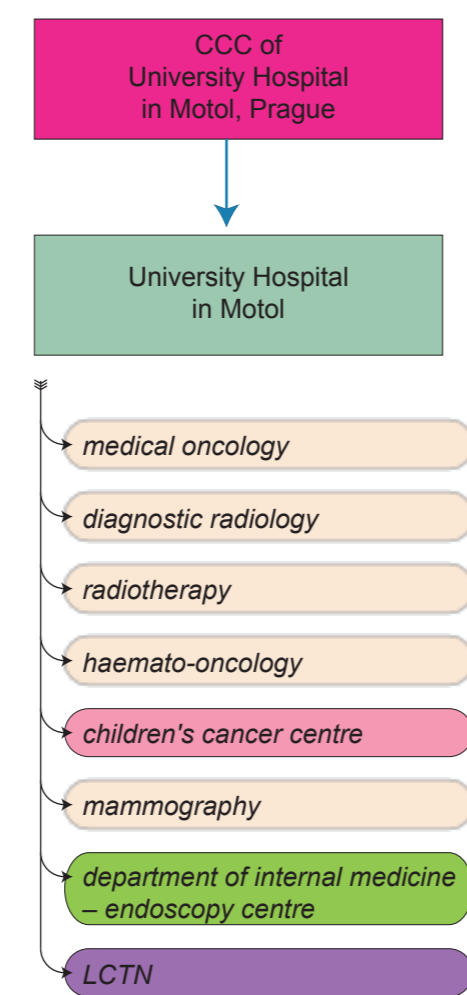 CCC of
University Hospital
in Motol, Prague
University Hospital
in Motol
medical oncology
diagnostic radiology
radiotherapy
haemato-oncology
children's cancer centre
mammography
department of internal medicine
– endoscopy centre
LCTN